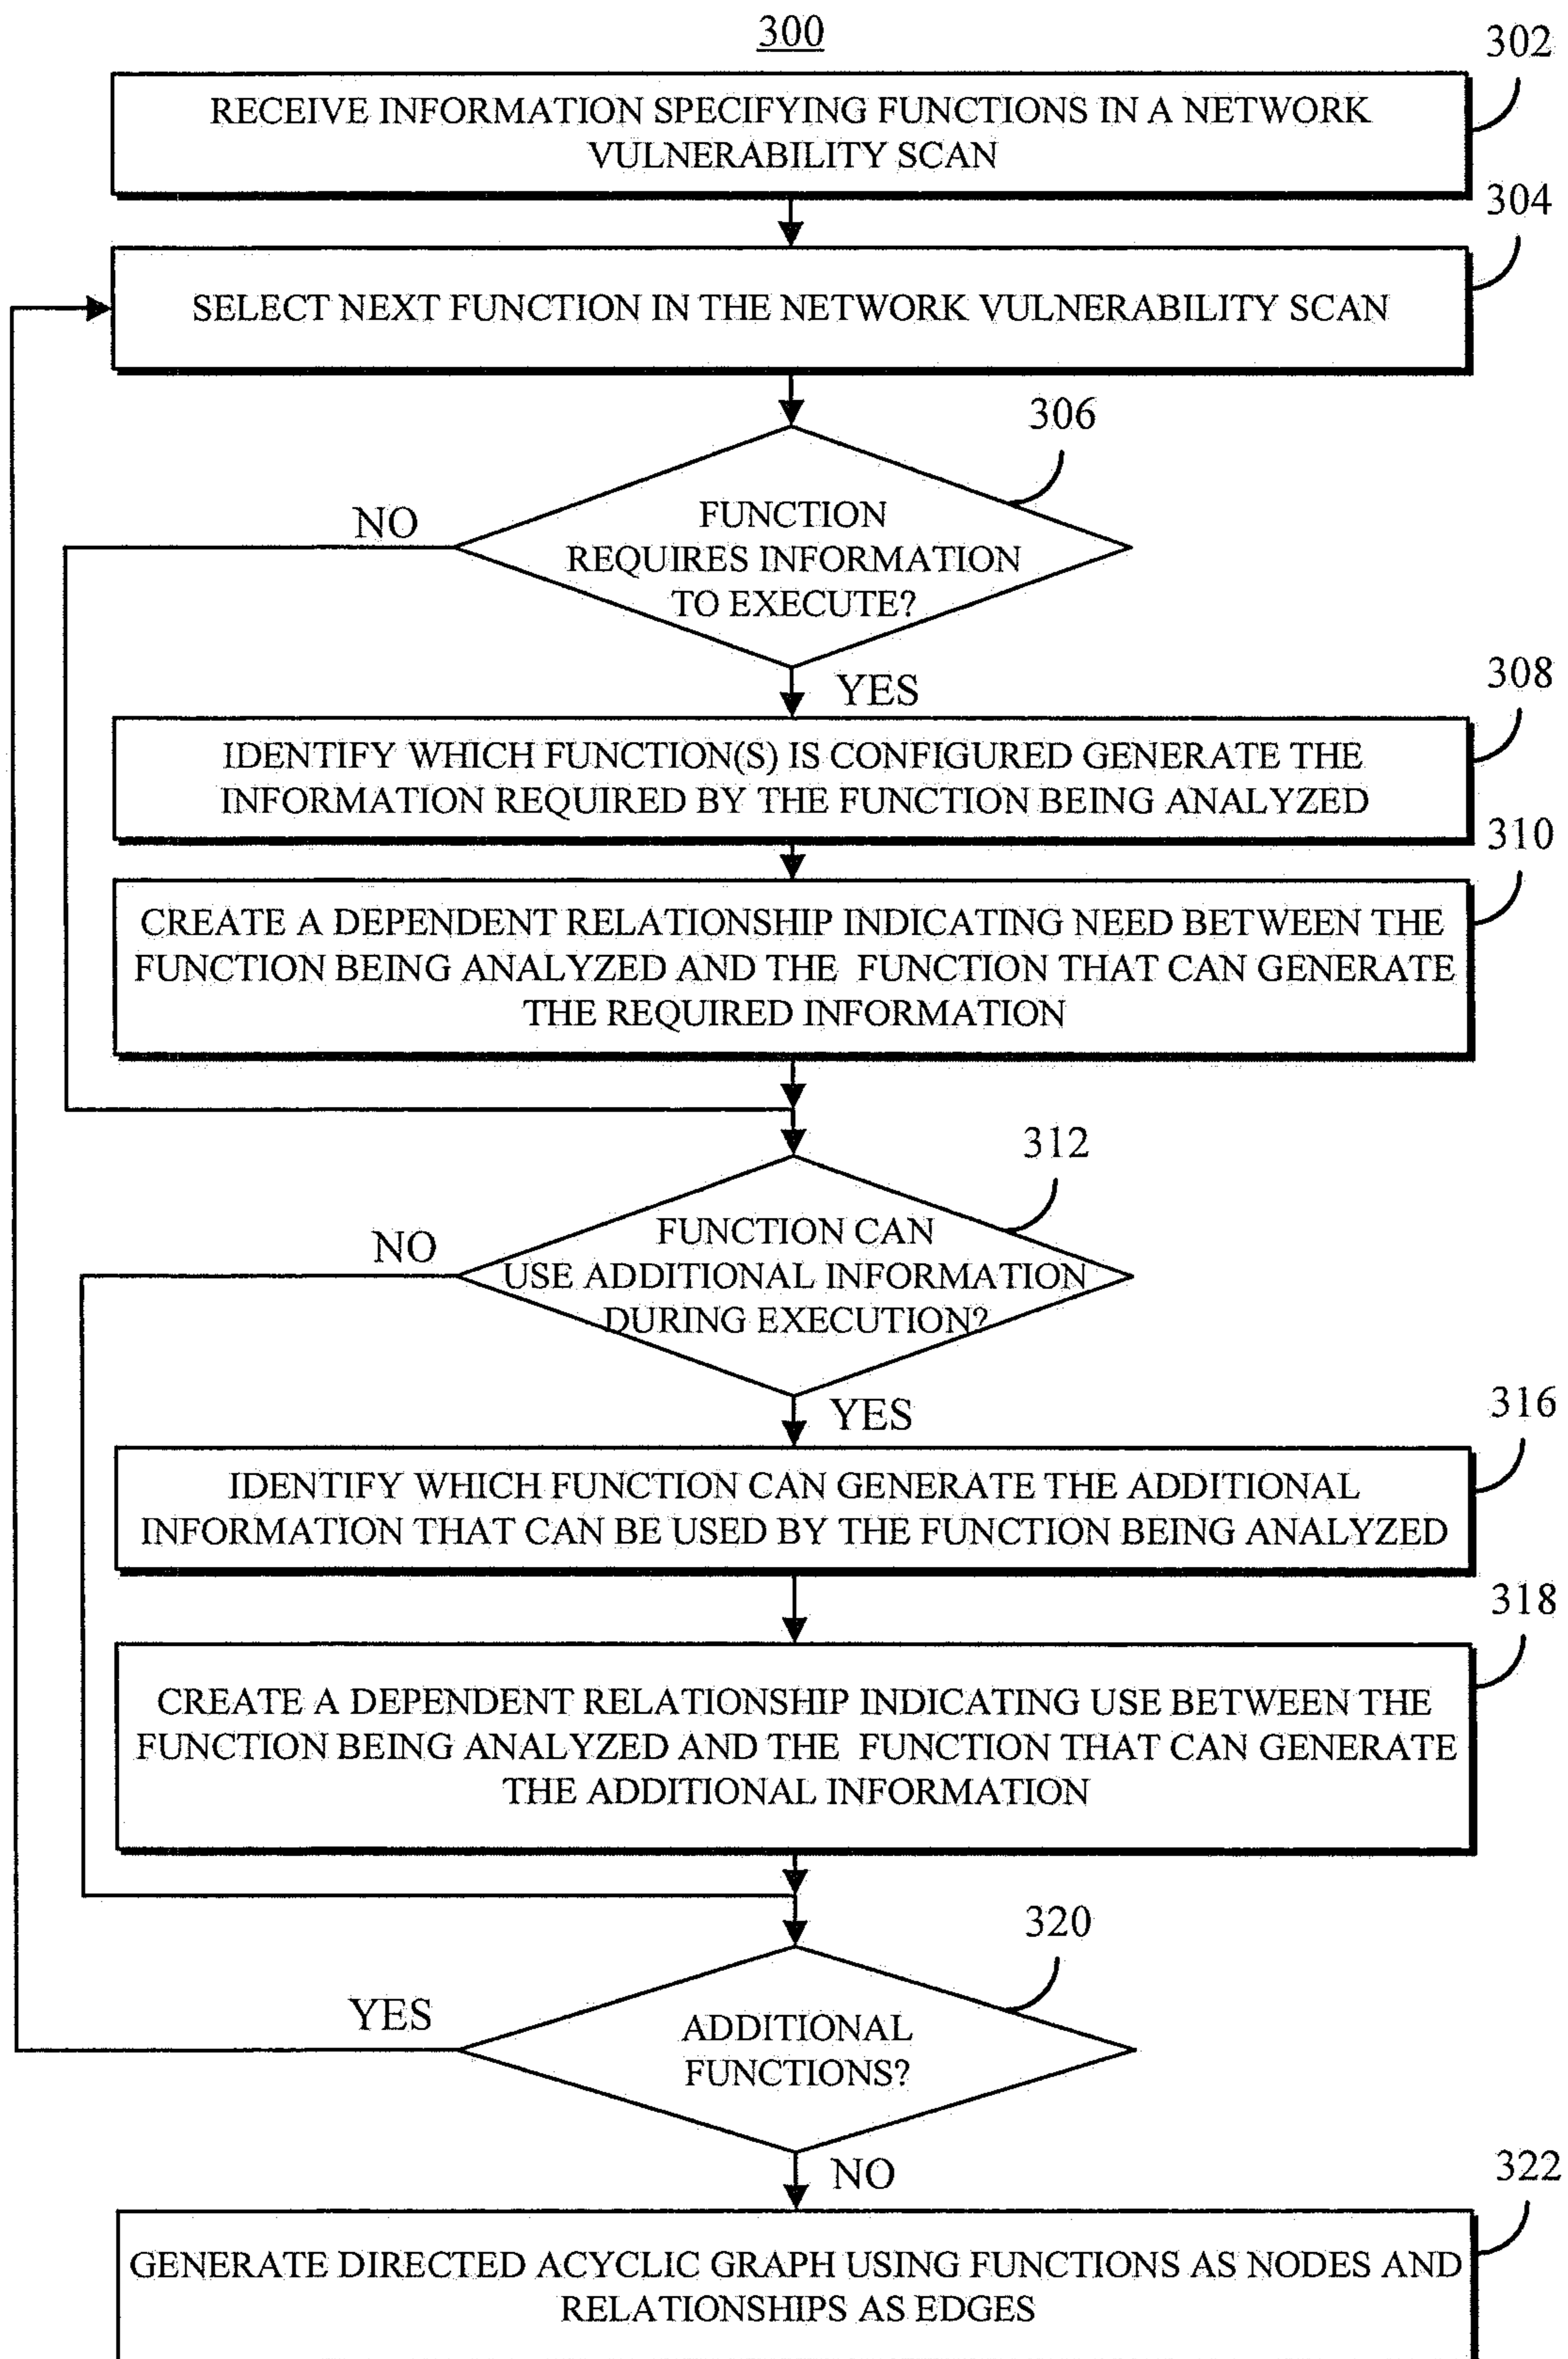 300
302
RECEIVE INFORMATION SPECIFYING FUNCTIONS IN A NETWORK
VULNERABILITY SCAN
304
SELECT NEXT FUNCTION IN THE NETWORK VULNERABILITY SCAN
306
NO
FUNCTION
REQUIRES INFORMATION
TO EXECUTE?
YES
308
IDENTIFY WHICH FUNCTION(S) IS CONFIGURED GENERATE THE
INFORMATION REQUIRED BY THE FUNCTION BEING ANALYZED
310
CREATE A DEPENDENT RELATIONSHIP INDICATING NEED BETWEEN THE
FUNCTION BEING ANALYZED AND THE FUNCTION THAT CAN GENERATE
THE REQUIRED INFORMATION
312
NO
FUNCTION CAN
USE ADDITIONAL INFORMATION
DURING EXECUTION?
YES
316
IDENTIFY WHICH FUNCTION CAN GENERATE THE ADDITIONAL
INFORMATION THAT CAN BE USED BY THE FUNCTION BEING ANALYZED
318
CREATE A DEPENDENT RELATIONSHIP INDICATING USE BETWEEN THE
FUNCTION BEING ANALYZED AND THE FUNCTION THAT CAN GENERATE
THE ADDITIONAL INFORMATION
320
YES
ADDITIONAL
FUNCTIONS?
NO
322
GENERATE DIRECTED ACYCLIC GRAPH USING FUNCTIONS AS NODES AND
RELATIONSHIPS AS EDGES